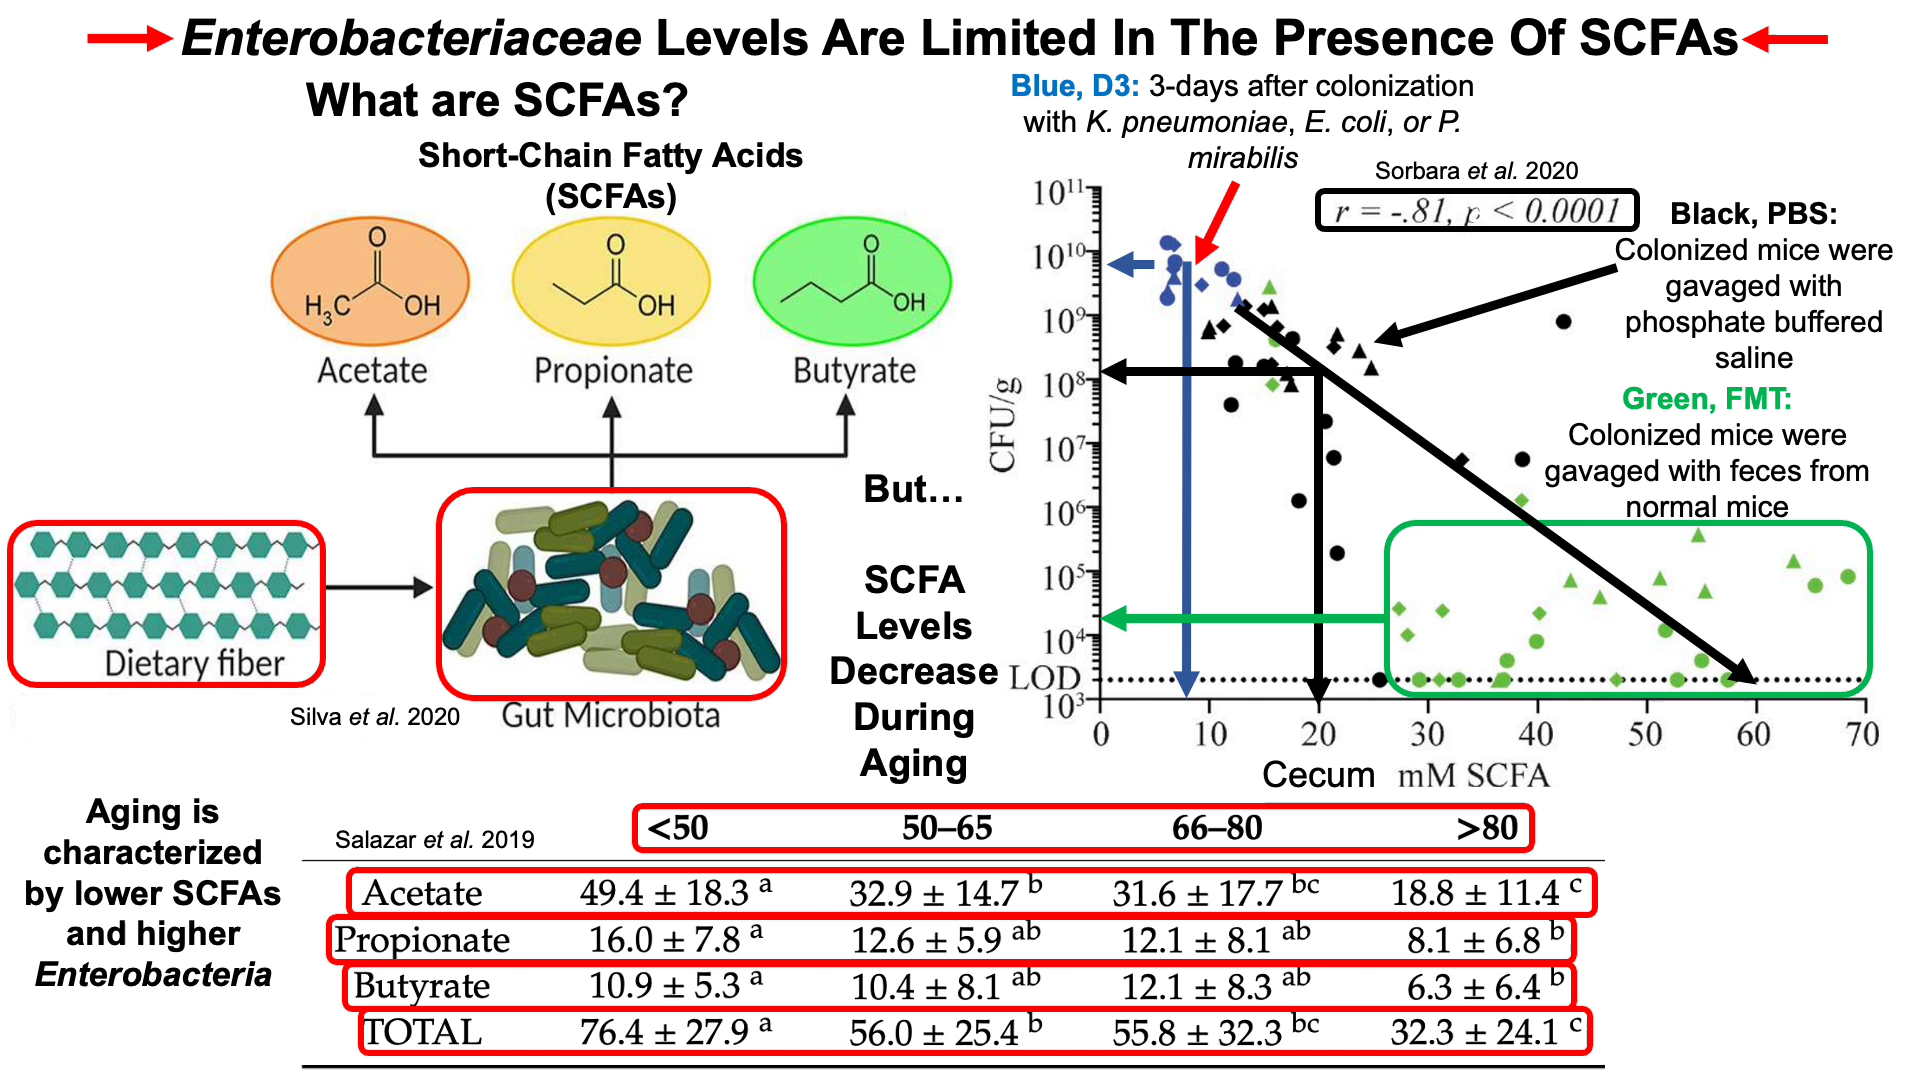 Enterobacteriaceae Levels Are Limited In The Presence Of SCFAs
What are SCFAs?
Short-Chain Fatty Acids
(SCFAs)
O
H3C
OH
O
OH
O
OH
Acetate
Propionate
Butyrate
Dietary fiber
Silva et al. 2020
Gut Microbiota
But...
SCFA
Levels
Decrease
During
Aging
Blue, D3: 3-days after colonization
with K. pneumoniae, E. coli, or P.
mirabilis
Sorbara et al. 2020
r = -.81, p < 0.0001
Black, PBS:
Colonized mice were
gavaged with
phosphate buffered
saline
Green, FMT:
Colonized mice were
gavaged with feces from
normal mice
CFU/g
10¹¹
10¹⁰
10⁹
10⁸
10⁷
10⁶
10⁵
10⁴
LOD
10³
0 10 20 30 40 50 60 70
Cecum mM SCFA
Aging is
characterized
by lower SCFAs
and higher
Enterobacteria
Salazar et al. 2019
<50 50–65 66–80 >80
Acetate 49.4 ± 18.3 a 32.9 ± 14.7 b 31.6 ± 17.7 bc 18.8 ± 11.4 c
Propionate 16.0 ± 7.8 a 12.6 ± 5.9 ab 12.1 ± 8.1 ab 8.1 ± 6.8 b
Butyrate 10.9 ± 5.3 a 10.4 ± 8.1 ab 12.1 ± 8.3 ab 6.3 ± 6.4 b
TOTAL 76.4 ± 27.9 a 56.0 ± 25.4 b 55.8 ± 32.3 bc 32.3 ± 24.1 c